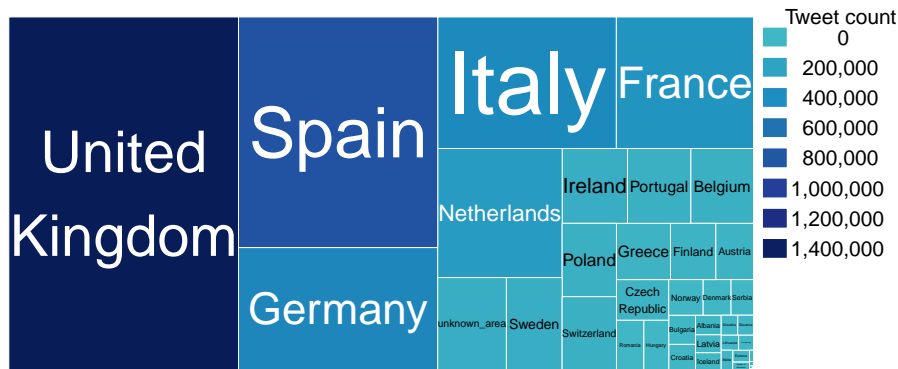 United
Kingdom
Spain
Germany
Italy
France
Netherlands
unknown_area
Sweden
Ireland
Portugal
Belgium
Poland
Switzerland
Greece
Finland
Austria
Czech
Republic
Norway
Denmark
Serbia
Romania
Hungary
Bulgaria
Croatia
Albania
Latvia
Iceland
Tweet count
0
200,000
400,000
600,000
800,000
1,000,000
1,200,000
1,400,000